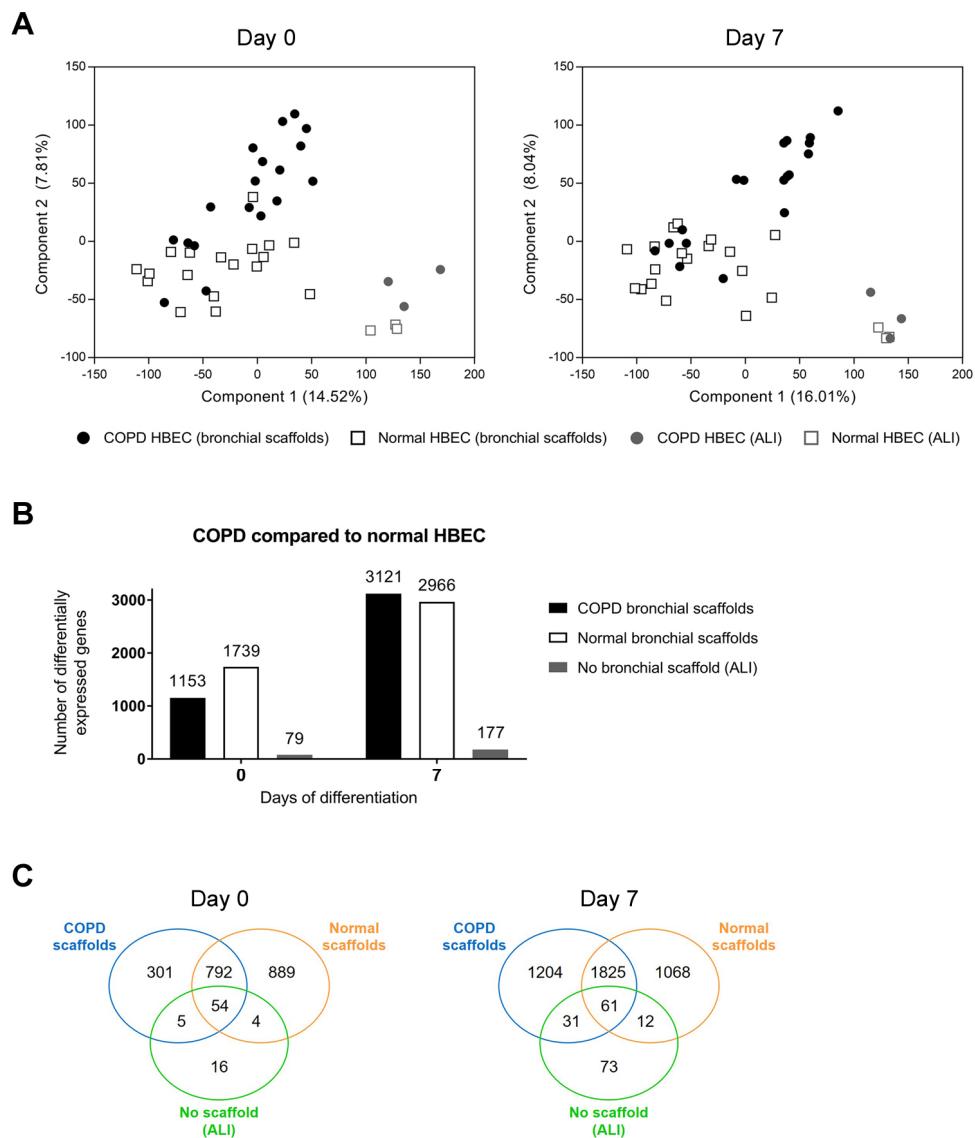 A
Day 0
Day 7
150
100
50
0
-50
-100
-150
-100
-50
0
50
100
150
200
Component 2 (7.81%)
Component 1 (14.52%)
150
100
50
0
-50
-100
-150
-100
-50
0
50
100
150
200
Component 2 (8.04%)
Component 1 (16.01%)
COPD HBEC (bronchial scaffolds)
Normal HBEC (bronchial scaffolds)
COPD HBEC (ALI)
Normal HBEC (ALI)
B
COPD compared to normal HBEC
Number of differentially
expressed genes
3000
2000
1000
0
1153
1739
79
3121
2966
177
0
7
Days of differentiation
COPD bronchial scaffolds
Normal bronchial scaffolds
No bronchial scaffold (ALI)
C
Day 0
COPD
scaffolds
Normal
scaffolds
301
792
889
54
5
4
16
No scaffold
(ALI)
Day 7
COPD
scaffolds
Normal
scaffolds
1204
1825
1068
61
31
12
73
No scaffold
(ALI)